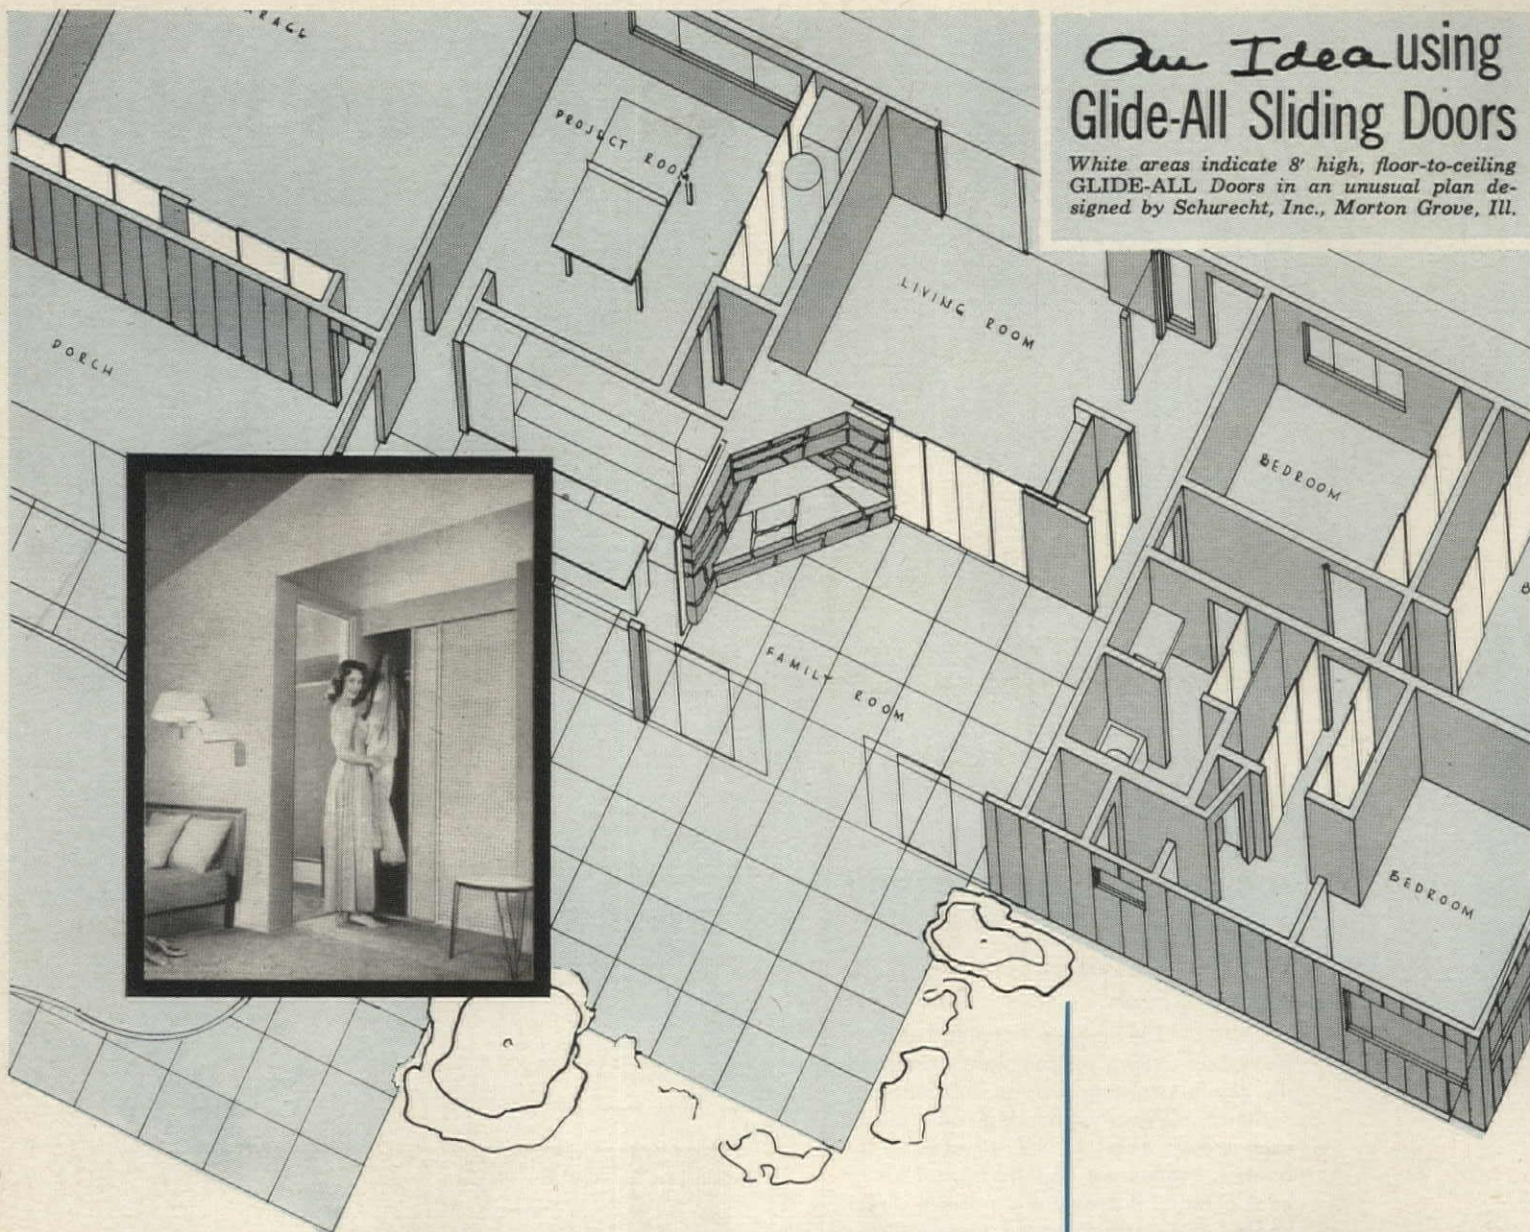 An Idea using
Glide-All Sliding Doors
White areas indicate 8' high, floor-to-ceiling
GLIDE-ALL Doors in an unusual plan de-
signed by Schurecht, Inc., Morton Grove, Ill.
RAGE
PROJECT ROOM
LIVING ROOM
PORCH
BEDROOM
B
FAMILY ROOM
BEDROOM